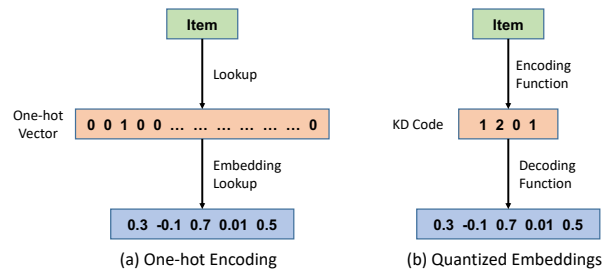 Item
Lookup
One-hot
Vector
0 0 1 0 0 ... ... ... ... ... ... 0
Embedding
Lookup
0.3 -0.1 0.7 0.01 0.5
(a) One-hot Encoding
Item
Encoding
Function
KD Code
1 2 0 1
Decoding
Function
0.3 -0.1 0.7 0.01 0.5
(b) Quantized Embeddings